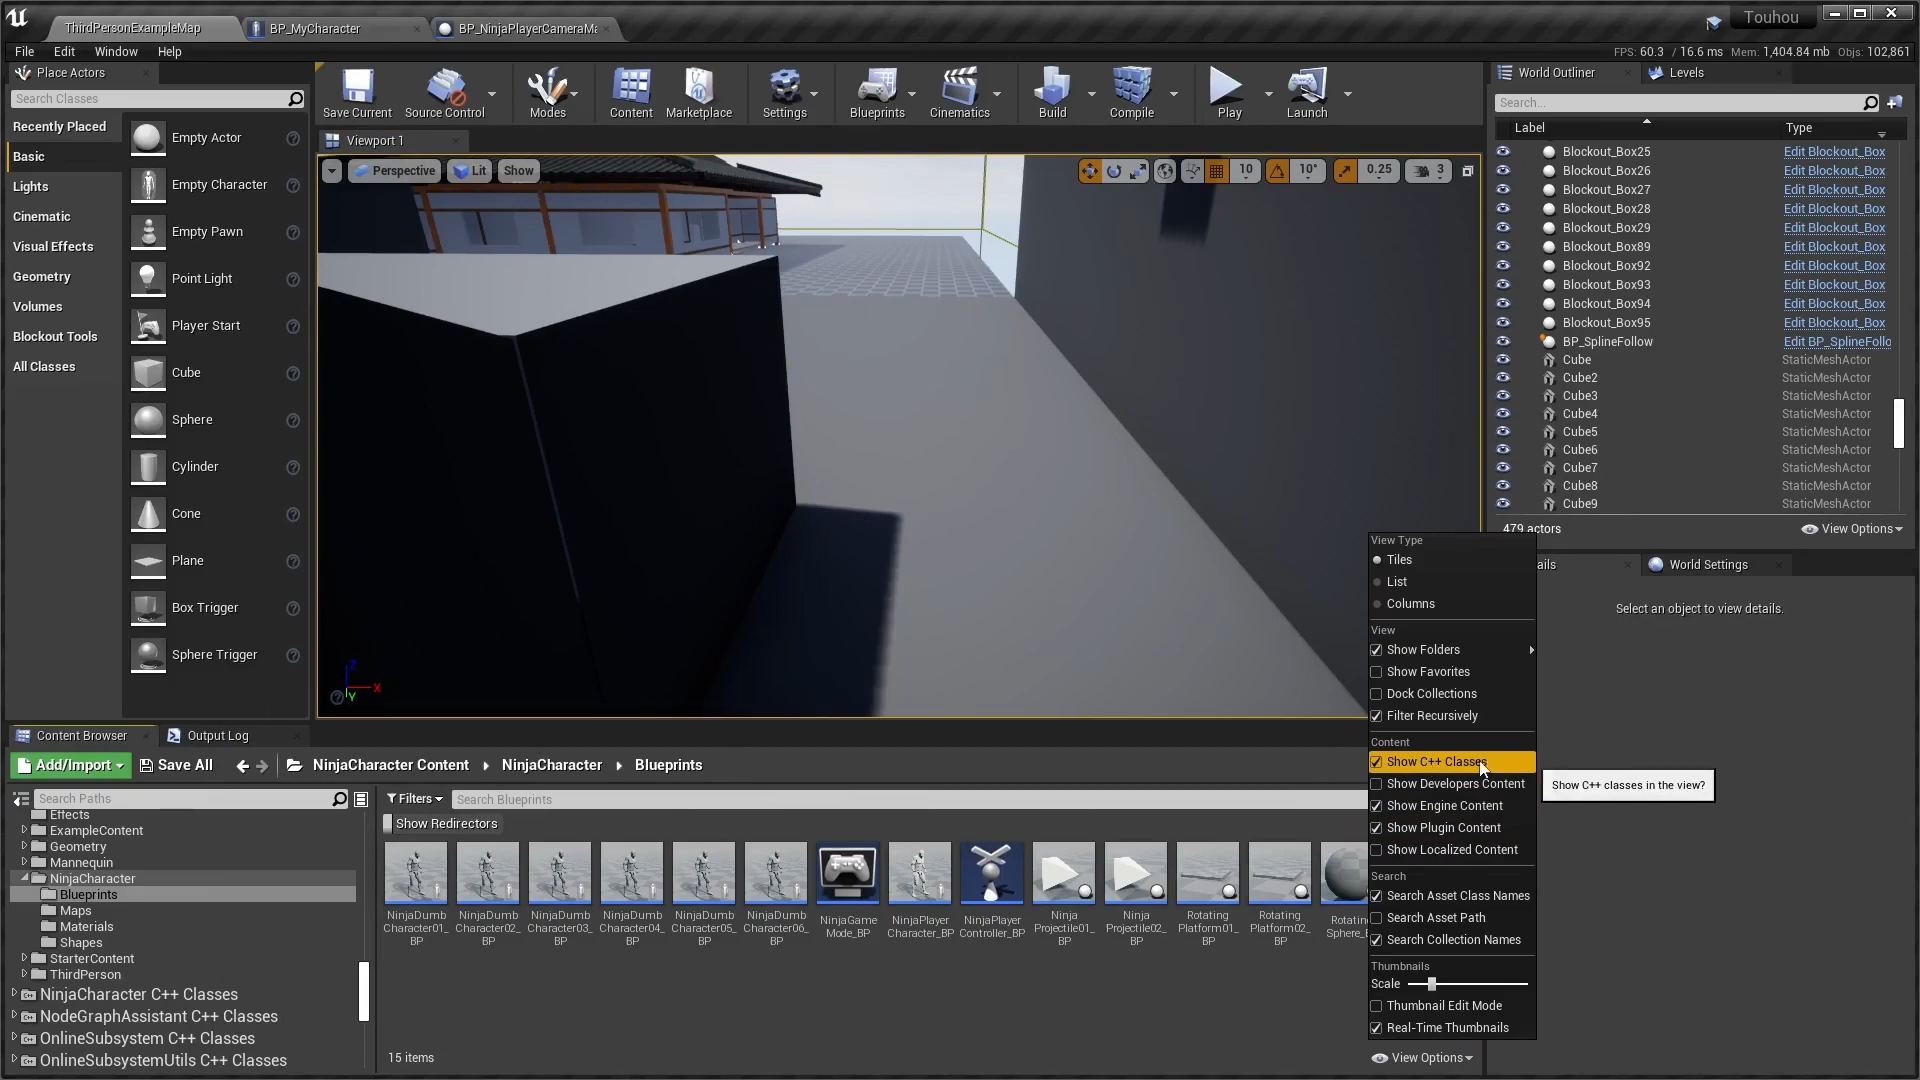 ThirdPersonExampleMap
BP_MyCharacter
BP_NinjaPlayerCameraMa
Touhou
File Edit Window Help
FPS: 60.3 / 16.6 ms Mem: 1,404.84 mb Objs: 102,861
Place Actors
Search Classes
Recently Placed
Basic
Lights
Cinematic
Visual Effects
Geometry
Volumes
Blockout Tools
All Classes
Empty Actor
Empty Character
Empty Pawn
Point Light
Player Start
Cube
Sphere
Cylinder
Cone
Plane
Box Trigger
Sphere Trigger
Save Current
Source Control
Modes
Content
Marketplace
Settings
Blueprints
Cinematics
Build
Compile
Play
Launch
Viewport 1
Perspective Lit Show
10 10° 0.25 3
Z
X
Y
World Outliner
Levels
Search...
Label Type
Blockout_Box25 Edit Blockout_Box
Blockout_Box26 Edit Blockout_Box
Blockout_Box27 Edit Blockout_Box
Blockout_Box28 Edit Blockout_Box
Blockout_Box29 Edit Blockout_Box
Blockout_Box89 Edit Blockout_Box
Blockout_Box92 Edit Blockout_Box
Blockout_Box93 Edit Blockout_Box
Blockout_Box94 Edit Blockout_Box
Blockout_Box95 Edit Blockout_Box
BP_SplineFollow Edit BP_SplineFollo
Cube StaticMeshActor
Cube2 StaticMeshActor
Cube3 StaticMeshActor
Cube4 StaticMeshActor
Cube5 StaticMeshActor
Cube6 StaticMeshActor
Cube7 StaticMeshActor
Cube8 StaticMeshActor
Cube9 StaticMeshActor
479 actors
View Options
ails
World Settings
Select an object to view details.
View Type
Tiles
List
Columns
View
Show Folders
Show Favorites
Dock Collections
Filter Recursively
Content
Show C++ Classes
Show Developers Content
Show Engine Content
Show Plugin Content
Show Localized Content
Search
Search Asset Class Names
Search Asset Path
Search Collection Names
Thumbnails
Scale
Thumbnail Edit Mode
Real-Time Thumbnails
Show C++ classes in the view?
Content Browser
Output Log
Add/Import
Save All
NinjaCharacter Content
NinjaCharacter
Blueprints
Search Paths
Effects
ExampleContent
Geometry
Mannequin
NinjaCharacter
Blueprints
Maps
Materials
Shapes
StarterContent
ThirdPerson
NinjaCharacter C++ Classes
NodeGraphAssistant C++ Classes
OnlineSubsystem C++ Classes
OnlineSubsystemUtils C++ Classes
Filters
Search Blueprints
Show Redirectors
NinjaDumb
Character01_
BP
NinjaDumb
Character02_
BP
NinjaDumb
Character03_
BP
NinjaDumb
Character04_
BP
NinjaDumb
Character05_
BP
NinjaDumb
Character06_
BP
NinjaGame
Mode_BP
NinjaPlayer
Character_BP
NinjaPlayer
Controller_BP
Ninja
Projectile01_
BP
Ninja
Projectile02_
BP
Rotating
Platform01_
BP
Rotating
Platform02_
BP
Rotatin
Sphere_B
15 items
View Options